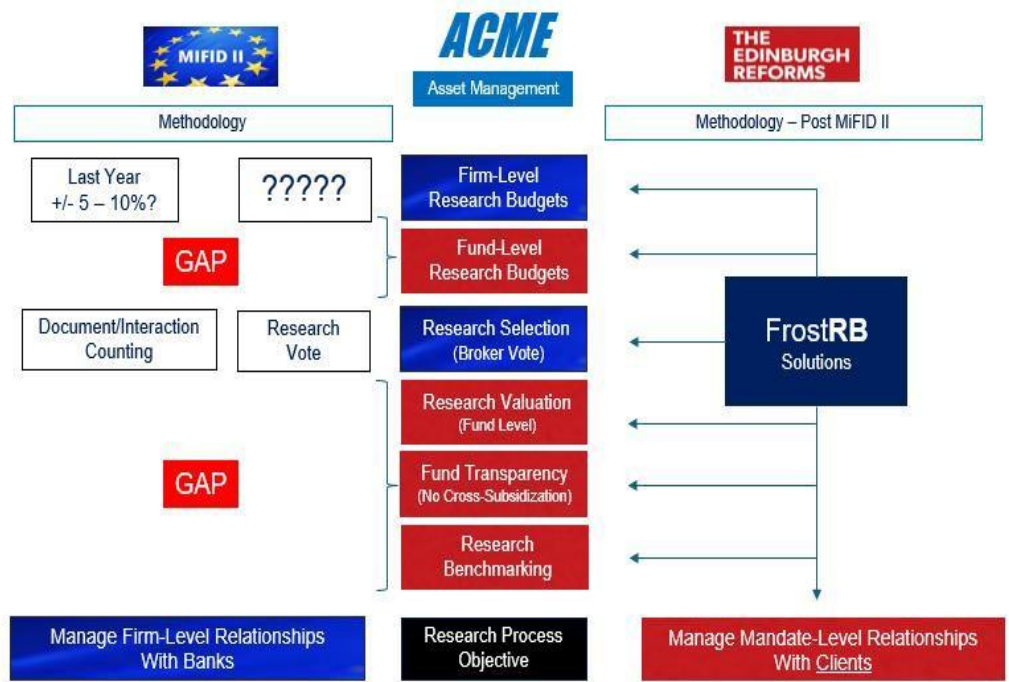 MIFID II
ACME
Asset Management
THE
EDINBURGH
REFORMS
Methodology
Methodology – Post MiFID II
Last Year
+/- 5 – 10%?
?????
Firm-Level
Research Budgets
GAP
Fund-Level
Research Budgets
Document/Interaction
Counting
Research
Vote
Research Selection
(Broker Vote)
FrostRB
Solutions
Research Valuation
(Fund Level)
GAP
Fund Transparency
(No Cross-Subsidization)
Research
Benchmarking
Manage Firm-Level Relationships
With Banks
Research Process
Objective
Manage Mandate-Level Relationships
With Clients